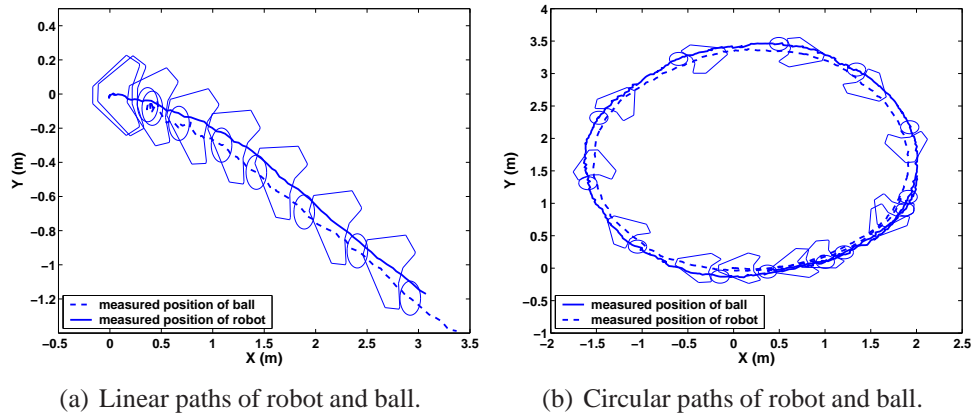 0.4
0.2
0
−0.2
−0.4
−0.6
−0.8
−1
−1.2
Y (m)
−0.5 0 0.5 1 1.5 2 2.5 3 3.5
X (m)
measured position of ball
measured position of robot
(a) Linear paths of robot and ball.
4
3.5
3
2.5
2
1.5
1
0.5
0
−0.5
−1
Y (m)
−2 −1.5 −1 −0.5 0 0.5 1 1.5 2 2.5
X (m)
measured position of ball
measured position of robot
(b) Circular paths of robot and ball.